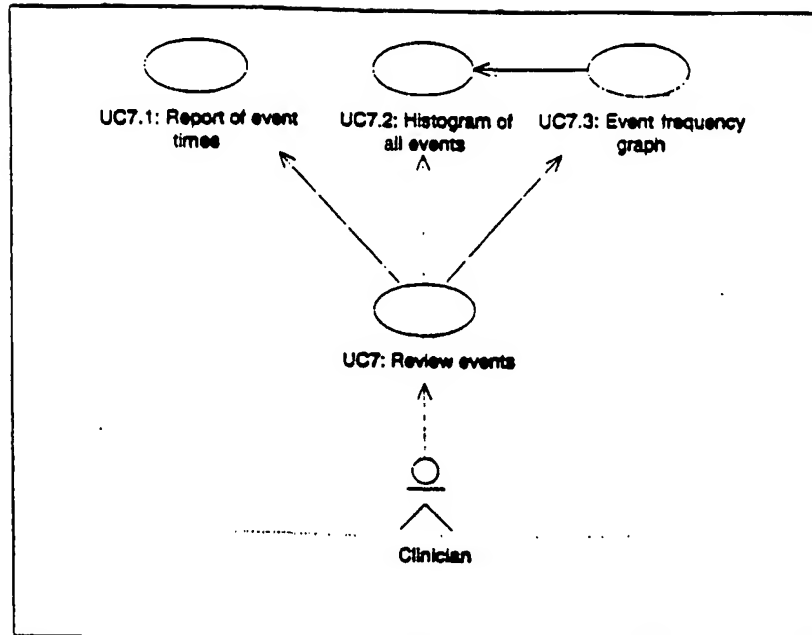 UC7.1: Report of event
times
UC7.2: Histogram of
all events
UC7.3: Event frequency
graph
UC7: Review events
Clinician